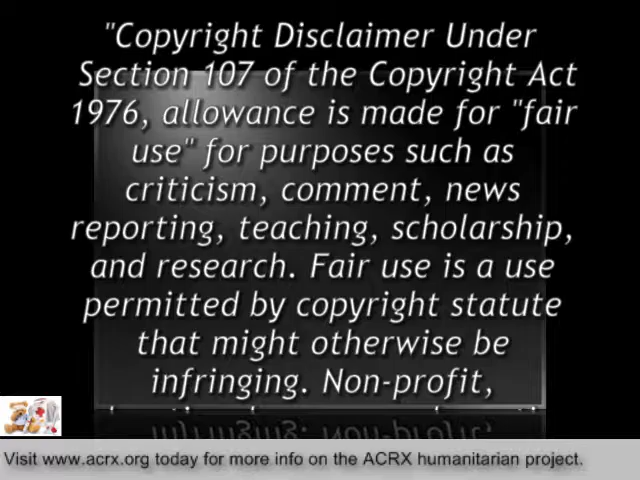 "Copyright Disclaimer Under
Section 107 of the Copyright Act
1976, allowance is made for "fair
use" for purposes such as
criticism, comment, news
reporting, teaching, scholarship,
and research. Fair use is a use
permitted by copyright statute
that might otherwise be
infringing. Non-profit,
Visit www.acrx.org today for more info on the ACRX humanitarian project.